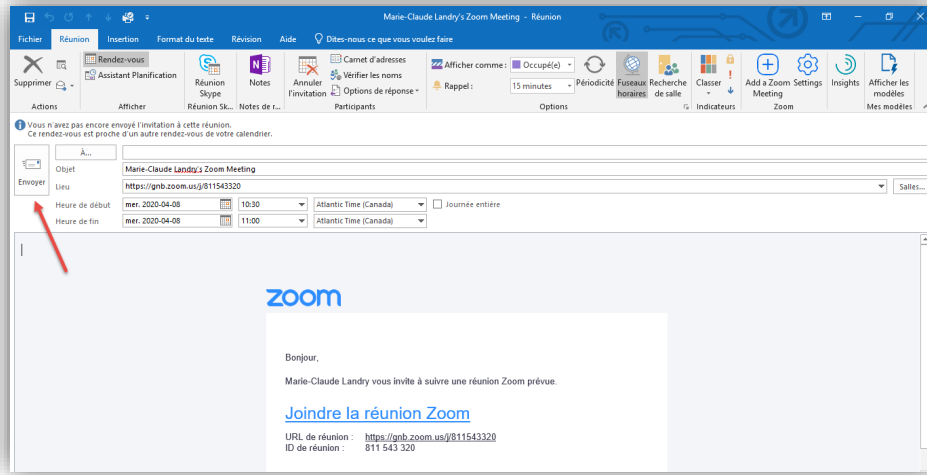 Marie-Claude Landry's Zoom Meeting - Réunion
Fichier Réunion Insertion Format du texte Révision Aide Dites-nous ce que vous voulez faire
Supprimer
Rendez-vous
Assistant Planification
Réunion Skype
Notes
Annuler l'invitation
Carnet d'adresses
Vérifier les noms
Options de réponse
Afficher comme : Occupé(e)
Rappel : 15 minutes
Périodicité
Fuseaux horaires
Recherche de salle
Classer
Add a Zoom Meeting
Settings
Insights
Afficher les modèles
Actions Afficher Réunion Sk... Notes de r... Participants Options Indicateurs Zoom Mes modèles
Vous n'avez pas encore envoyé l'invitation à cette réunion.
Ce rendez-vous est proche d'un autre rendez-vous de votre calendrier.
Envoyer
À...
Objet Marie-Claude Landry's Zoom Meeting
Lieu https://gnb.zoom.us/j/811543320 Salles...
Heure de début mer. 2020-04-08 10:30 Atlantic Time (Canada) Journée entière
Heure de fin mer. 2020-04-08 11:00 Atlantic Time (Canada)
zoom
Bonjour,
Marie-Claude Landry vous invite à suivre une réunion Zoom prévue.
Joindre la réunion Zoom
URL de réunion : https://gnb.zoom.us/j/811543320
ID de réunion : 811 543 320